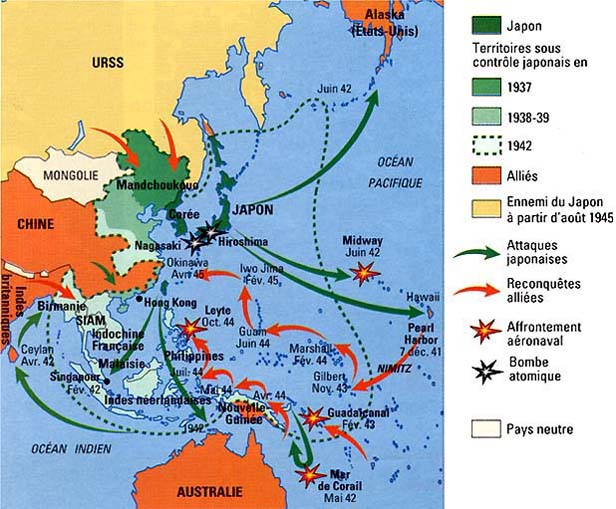 Alaska
(États-Unis)
URSS
Juin 42
OCÉAN
PACIFIQUE
MONGOLIE
Mandchoukouo
CHINE
Corée
JAPON
Nagasaki
Hiroshima
Midway
Juin 42
Okinawa
Avr. 45
Iwo Jima
Fév. 45
Hawaii
Pearl
Harbor
7 déc. 41
Indes
britanniques
Birmanie
Hong Kong
SIAM
Indochine
Française
Leyte
Oct. 44
Guam
Juin 44
Marshall
Fév. 44
NIMITZ
Ceylan
Avr. 42
Malaisie
Philippines
Juil. 44
Gilbert
Nov. 43
Singapour
Fév. 42
Mai 44
Avr. 44
Indes néerlandaises
Nouvelle
Guinée
Guadalcanal
Fév. 43
1942
OCÉAN INDIEN
Mer
de Corail
Mai 42
AUSTRALIE
Japon
Territoires sous
contrôle japonais en
1937
1938-39
1942
Alliés
Ennemi du Japon
à partir d'août 1945
Attaques
japonaises
Reconquêtes
alliées
Affrontement
aéronaval
Bombe
atomique
Pays neutre